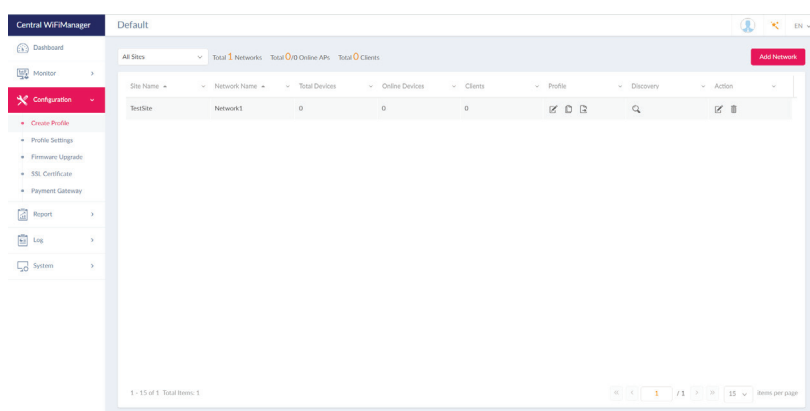 Central WiFiManager
Default
EN
Dashboard
Monitor
Configuration
Create Profile
Profile Settings
Firmware Upgrade
SSL Certificate
Payment Gateway
Report
Log
System
All Sites
Total 1 Networks Total 0/0 Online APs Total 0 Clients
Add Network
Site Name Network Name Total Devices Online Devices Clients Profile Discovery Action
TestSite Network1 0 0 0
1 - 15 of 1 Total Items: 1
1 / 1 15 items per page